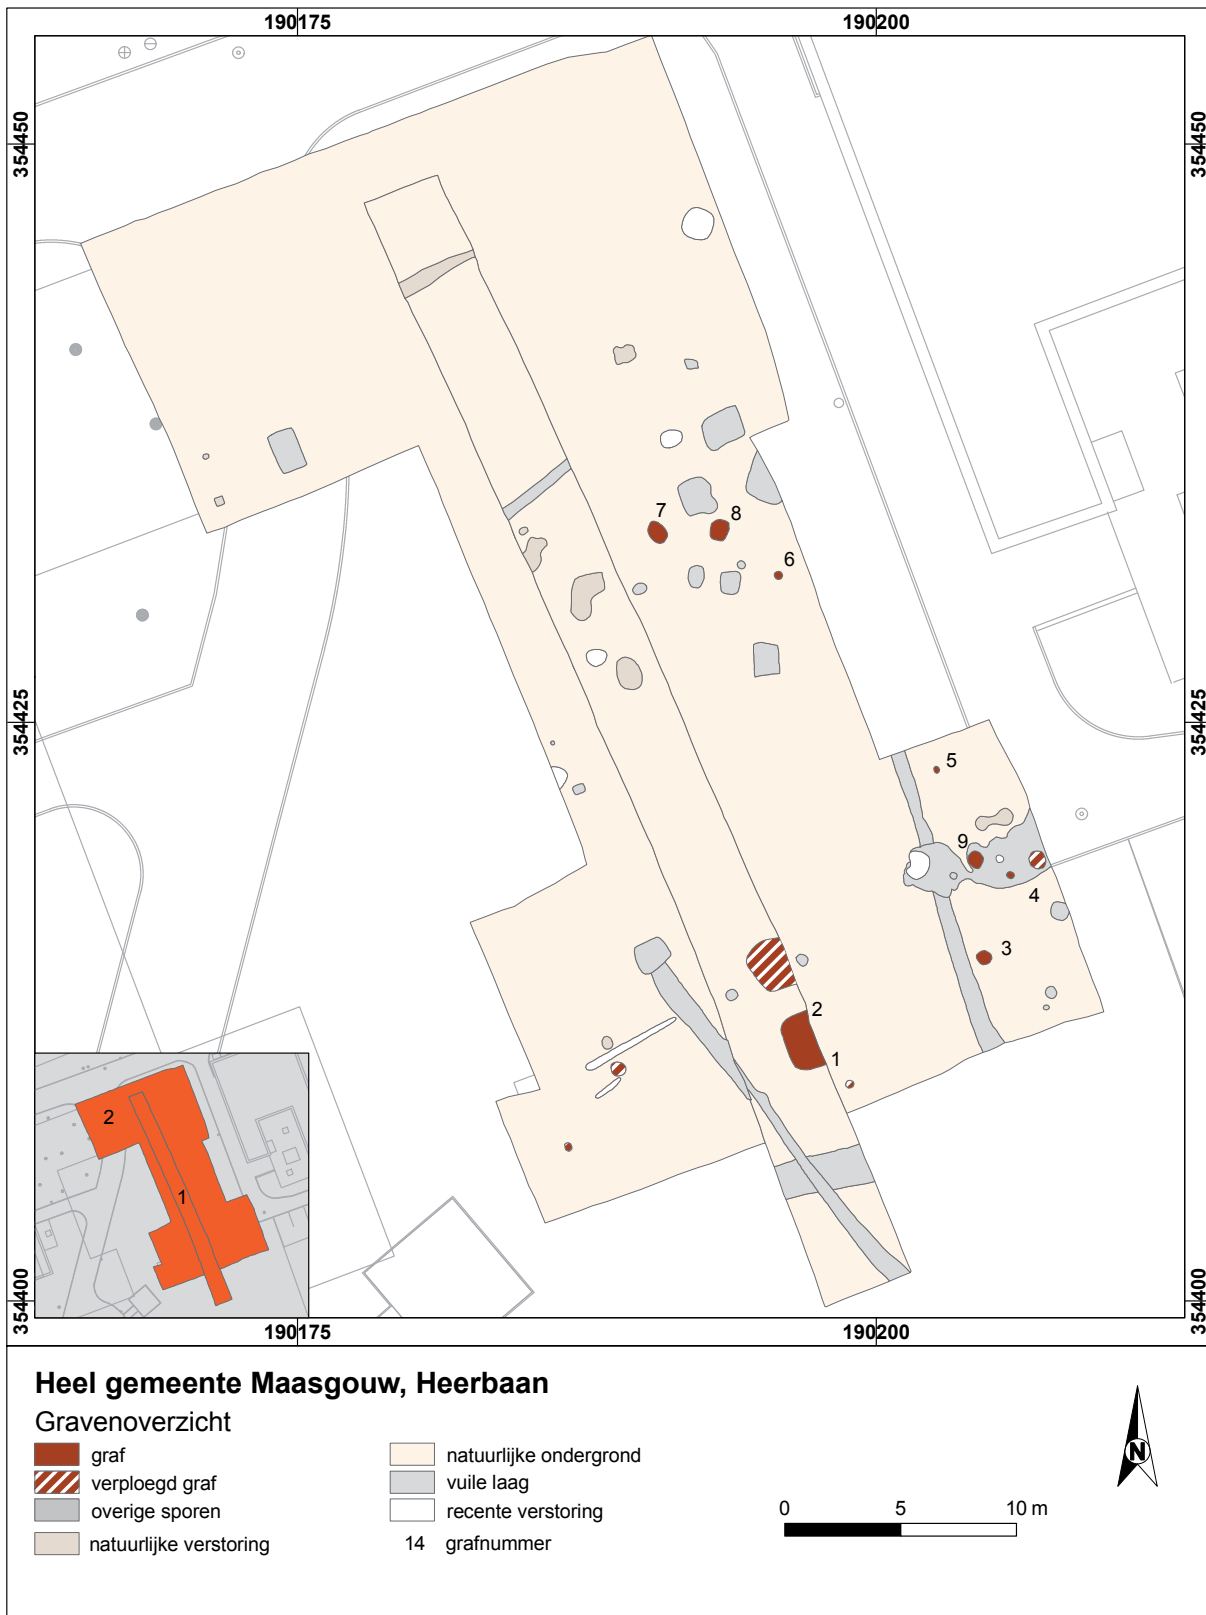 190175 190200
354450 354450
7 8
6
354425 354425
5
9
4
3
2
1
2
1
354400 354400
190175 190200
Heel gemeente Maasgouw, Heerbaan
Gravenoverzicht
graf
verploegd graf
overige sporen
natuurlijke verstoring
natuurlijke ondergrond
vuile laag
recente verstoring
14 grafnummer
0 5 10 m
N